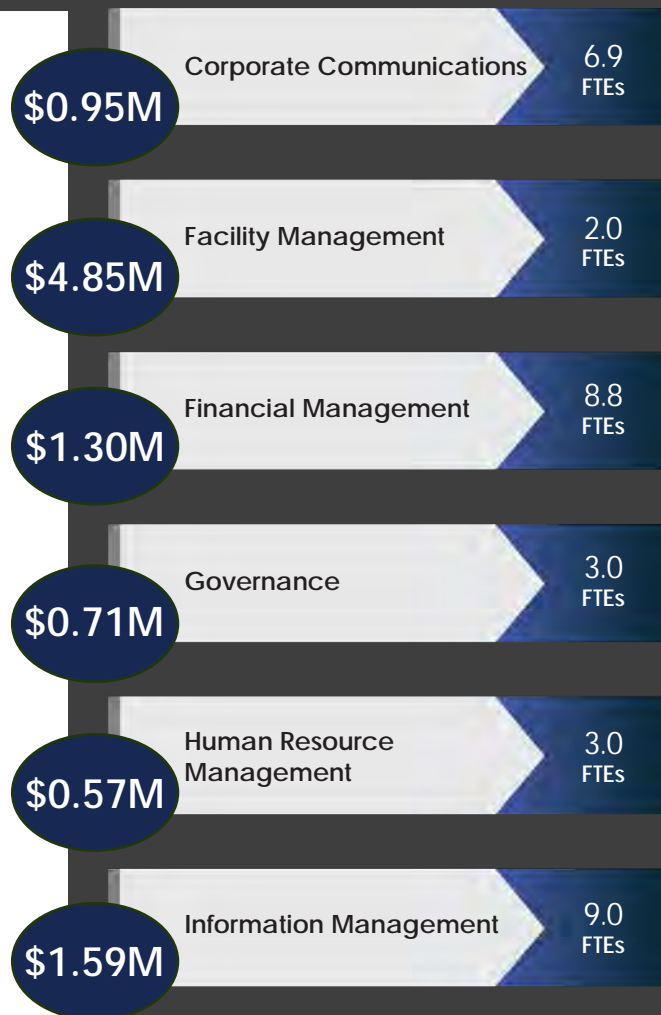 Corporate Communications
6.9
FTEs
$0.95M
Facility Management
2.0
FTEs
$4.85M
Financial Management
8.8
FTEs
$1.30M
Governance
3.0
FTEs
$0.71M
Human Resource
Management
3.0
FTEs
$0.57M
Information Management
9.0
FTEs
$1.59M